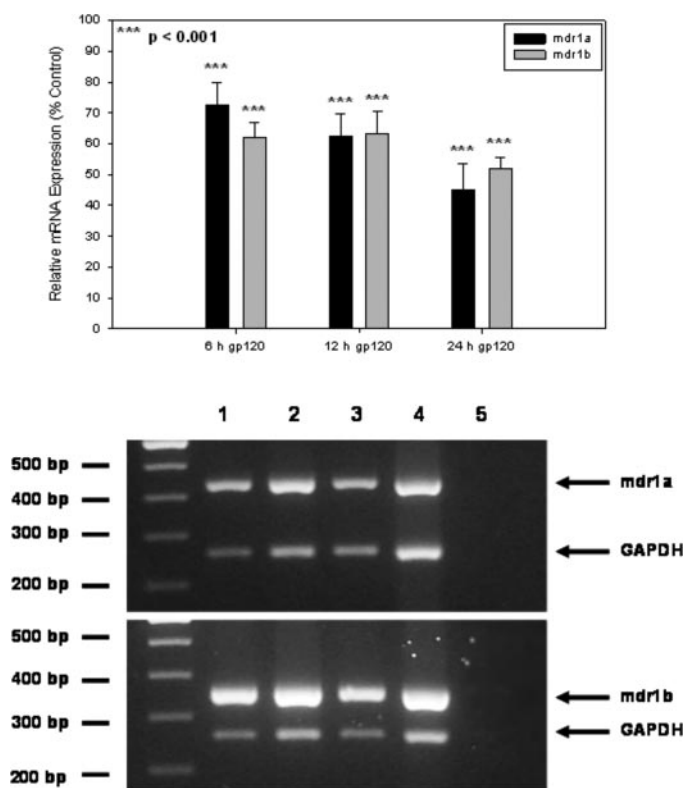 *** p < 0.001
mdr1a
mdr1b
Relative mRNA Expression (% Control)
100
90
80
70
60
50
40
30
20
10
0
*** *** *** *** *** ***
6 h gp120 12 h gp120 24 h gp120
1 2 3 4 5
500 bp
400 bp
300 bp
200 bp
mdr1a
GAPDH
500 bp
400 bp
300 bp
200 bp
mdr1b
GAPDH